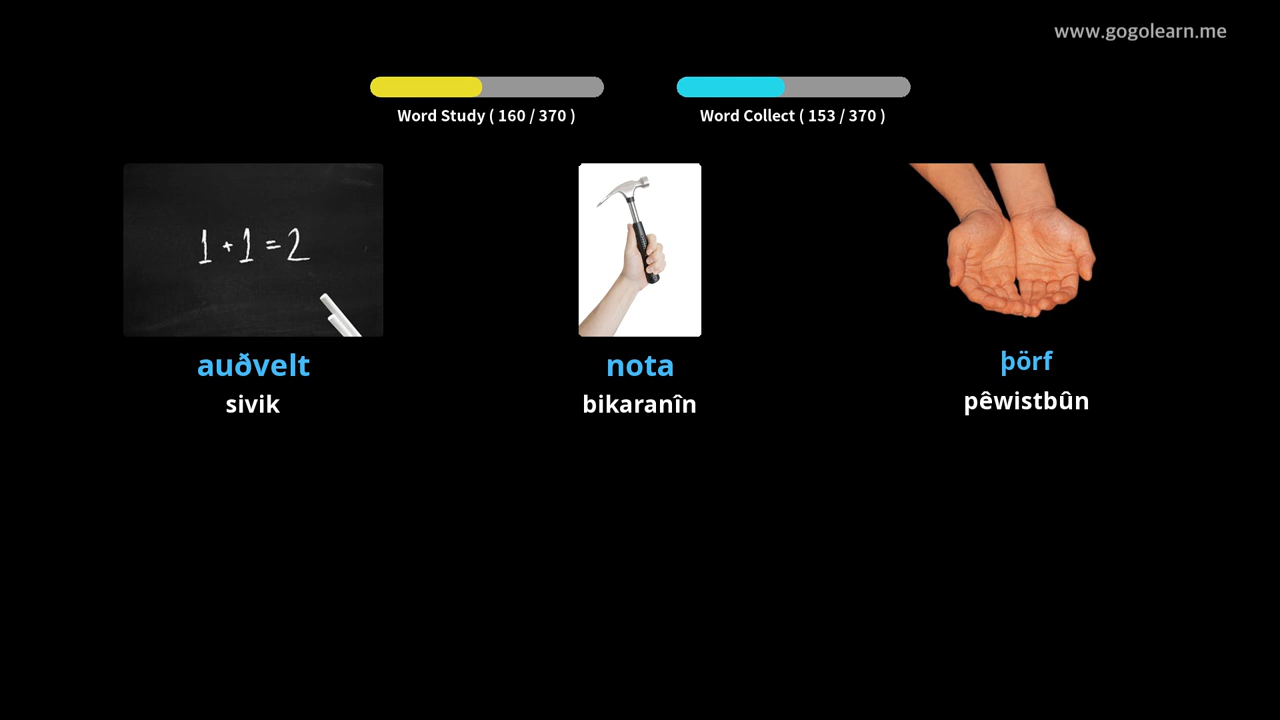 www.gogolearn.me
Word Study ( 160 / 370 )
Word Collect ( 153 / 370 )
1 + 1 = 2
auðvelt
sivik
nota
bikaranîn
þörf
pêwistbûn